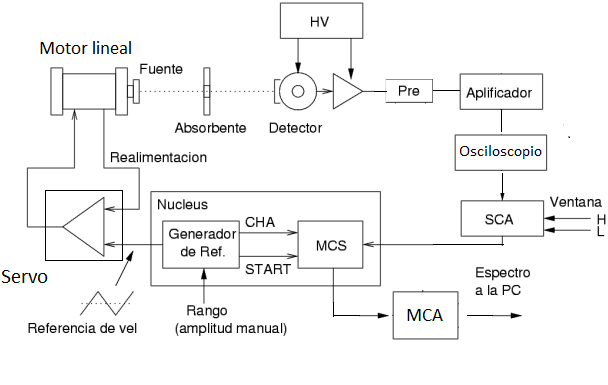 HV
Motor lineal
Fuente
Pre
Aplificador
Absorbente
Detector
Osciloscopio
Realimentacion
Nucleus
Ventana
CHA
Generador
de Ref.
MCS
SCA
H
L
START
Servo
Espectro
a la PC
Rango
(amplitud manual)
MCA
Referencia de vel